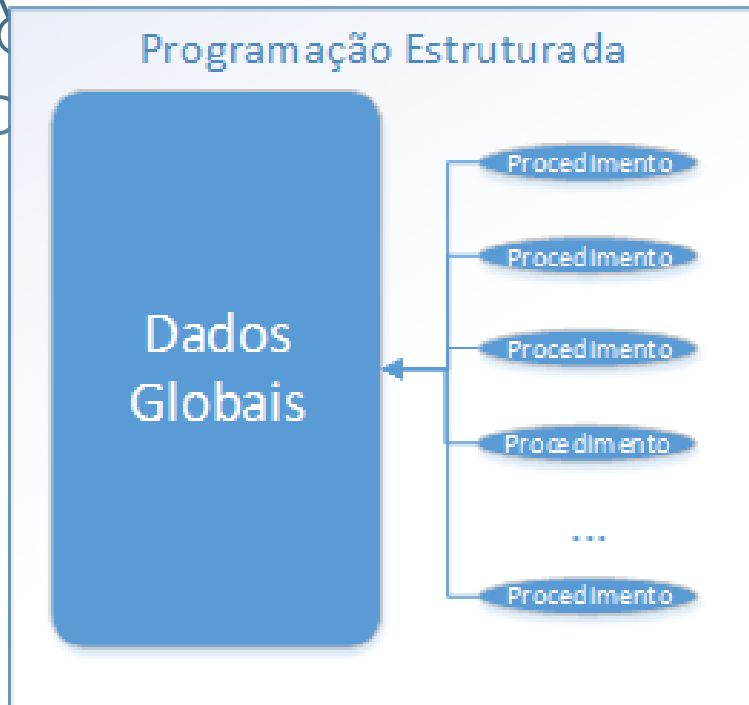 Programação Estruturada
Dados
Globais
Procedimento
Procedimento
Procedimento
Procedimento
...
Procedimento